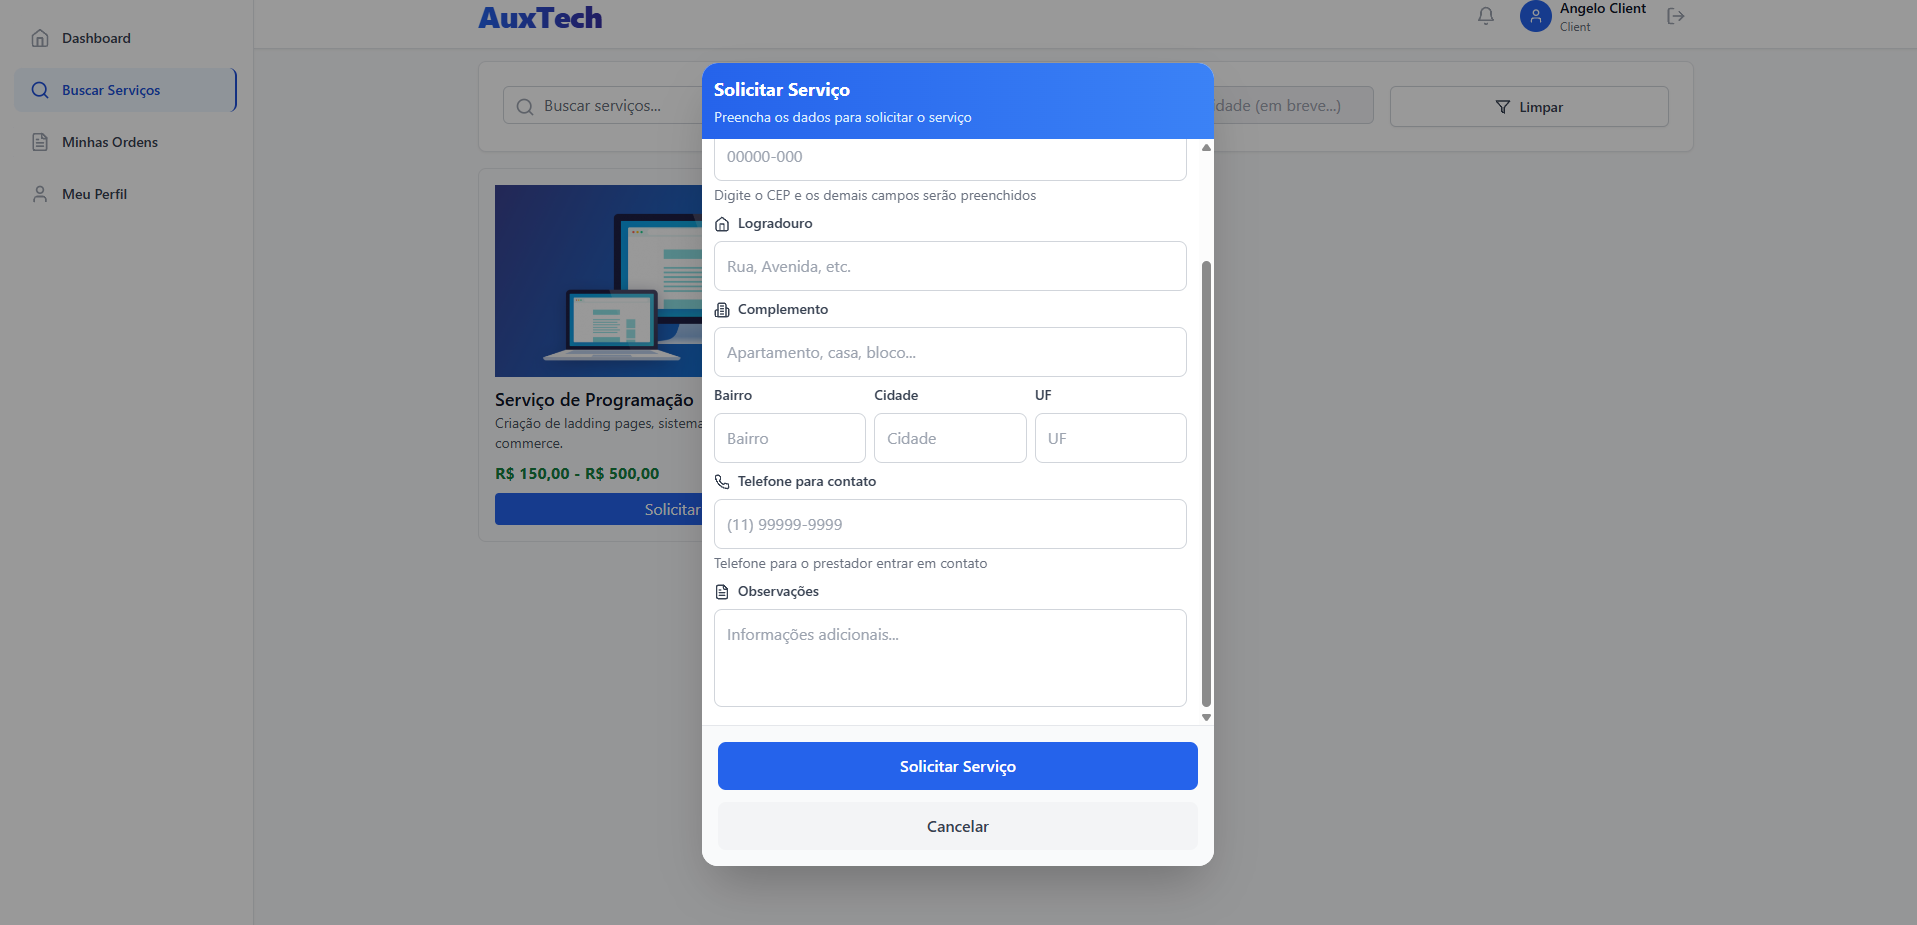 Dashboard
Buscar Serviços
Minhas Ordens
Meu Perfil
AuxTech
Angelo Client
Client
Buscar serviços...
idade (em breve...)
Limpar
Serviço de Programação
Criação de ladding pages, sistema
commerce.
R$ 150,00 - R$ 500,00
Solicitar
Solicitar Serviço
Preencha os dados para solicitar o serviço
00000-000
Digite o CEP e os demais campos serão preenchidos
Logradouro
Rua, Avenida, etc.
Complemento
Apartamento, casa, bloco...
Bairro Cidade UF
Bairro Cidade UF
Telefone para contato
(11) 99999-9999
Telefone para o prestador entrar em contato
Observações
Informações adicionais...
Solicitar Serviço
Cancelar